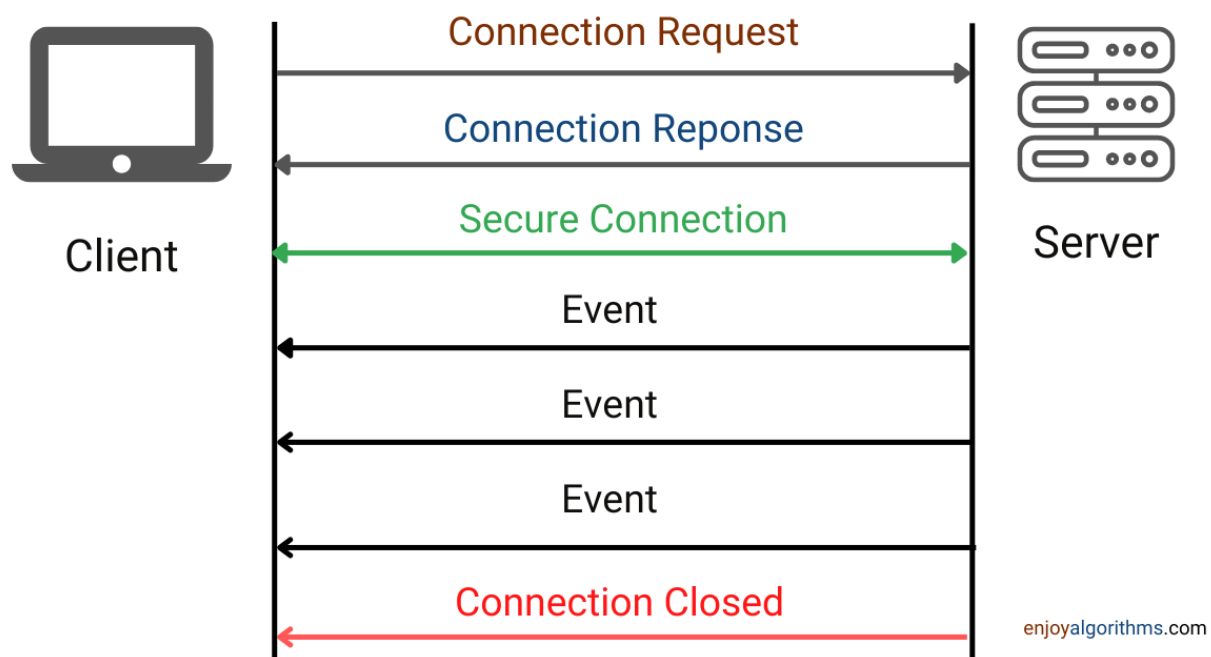 Connection Request
Connection Reponse
Secure Connection
Client
Server
Event
Event
Event
Connection Closed
enjoyalgorithms.com